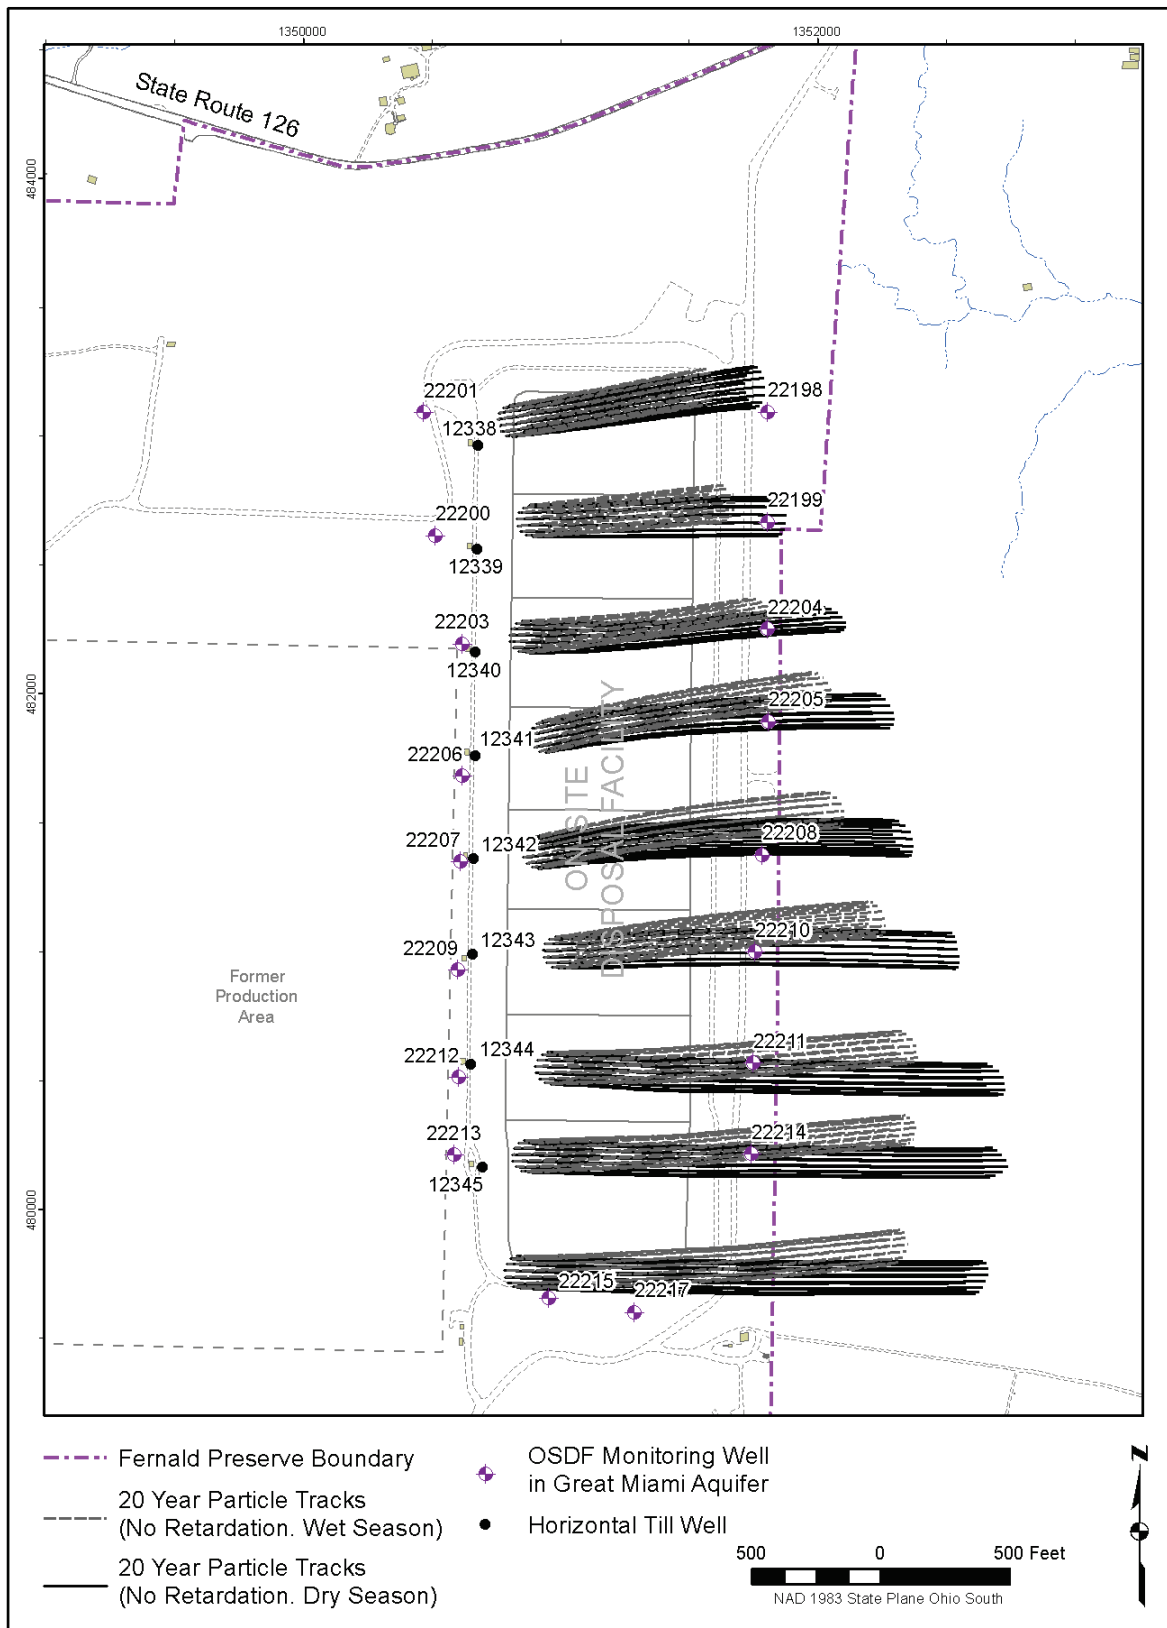 1350000
1352000
State Route 126
484000
22201
22198
12338
22199
22200
12339
22203
22204
12340
482000
22205
22206
12341
ON-SITE
DISPOSAL FACILITY
22207
12342
22208
22209
12343
22210
Former
Production
Area
22212
12344
22211
22213
22214
12345
480000
22215
22217
Fernald Preserve Boundary
20 Year Particle Tracks
(No Retardation. Wet Season)
20 Year Particle Tracks
(No Retardation. Dry Season)
OSDF Monitoring Well
in Great Miami Aquifer
Horizontal Till Well
500 0 500 Feet
NAD 1983 State Plane Ohio South
N